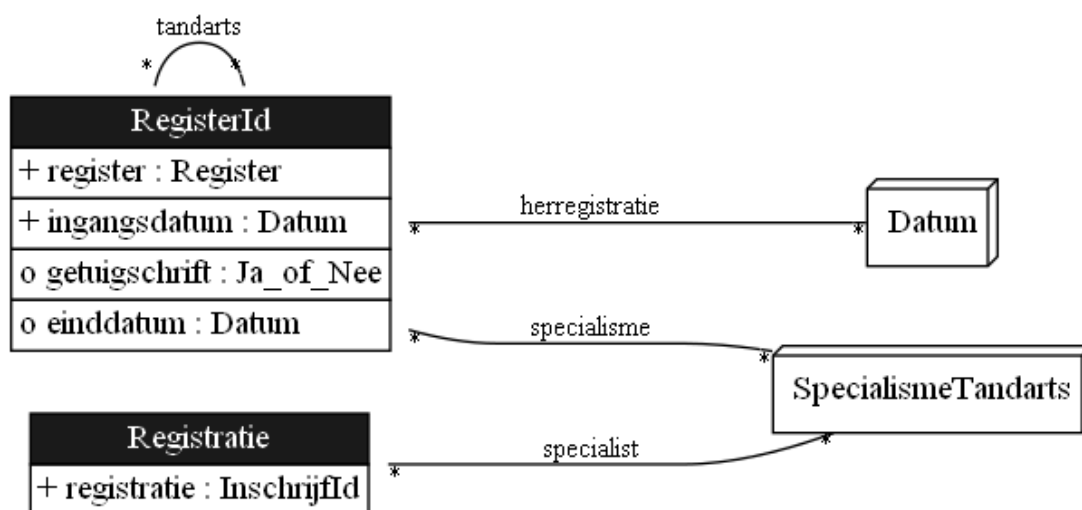 tandarts
* *
RegisterId
+ register : Register
+ ingangsdatum : Datum
o getuigschrift : Ja_of_Nee
o einddatum : Datum
* herregistratie *
Datum
* specialisme *
SpecialismeTandarts
Registratie
+ registratie : InschrijfId
* specialist *